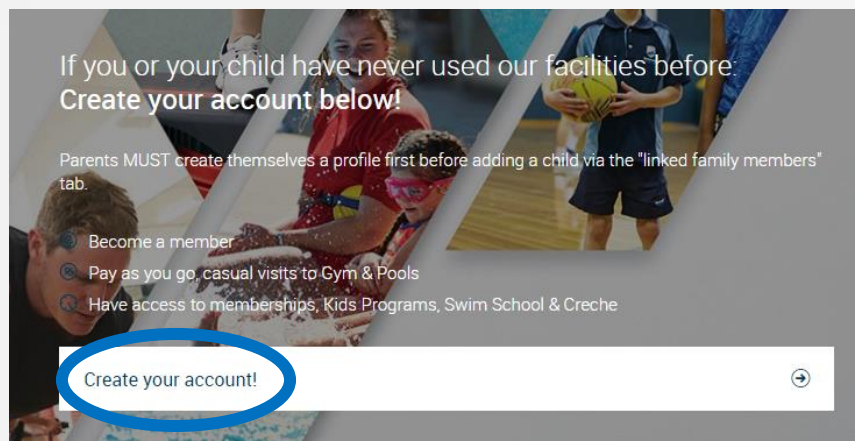 If you or your child have never used our facilities before:
Create your account below!
Parents MUST create themselves a profile first before adding a child via the "linked family members"
tab.
Become a member
Pay as you go, casual visits to Gym & Pools
Have access to memberships, Kids Programs, Swim School & Creche
Create your account!